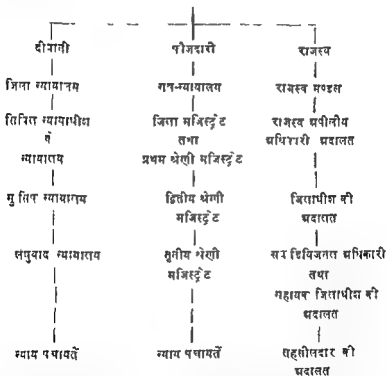 दीवानी
फौजदारी
राजस्व
जिला न्यायालय
सत्र-न्यायालय
राजस्व मण्डल
सिविल न्यायाधीश
के
न्यायालय
जिला मजिस्ट्रेट
तथा
प्रथम श्रेणी मजिस्ट्रेट
राजस्व अपीलीय
अधिकारी अदालत
मुंसिफ न्यायालय
द्वितीय श्रेणी
मजिस्ट्रेट
जिलाधीश की
अदालत
लघुवाद न्यायालय
तृतीय श्रेणी
मजिस्ट्रेट
सब डिविजनल अधिकारी
तथा
सहायक जिलाधीश की
अदालत
न्याय पंचायतें
न्याय पंचायतें
तहसीलदार की
अदालत